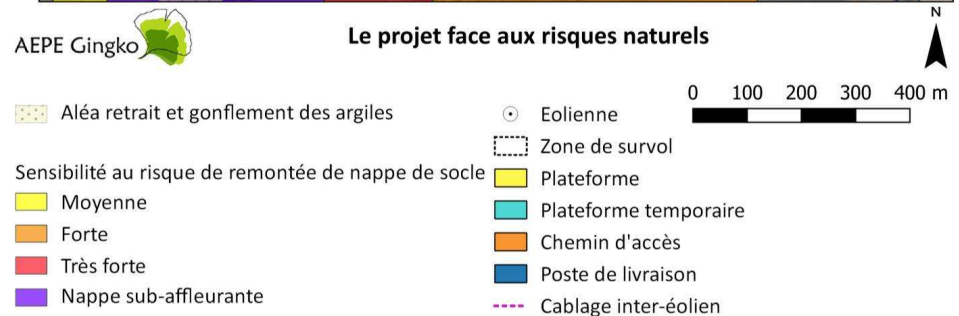 AEPE Gingko
Le projet face aux risques naturels
N
0 100 200 300 400 m
Aléa retrait et gonflement des argiles
Sensibilité au risque de remontée de nappe de socle
Moyenne
Forte
Très forte
Nappe sub-affleurante
Eolienne
Zone de survol
Plateforme
Plateforme temporaire
Chemin d'accès
Poste de livraison
Cablage inter-éolien